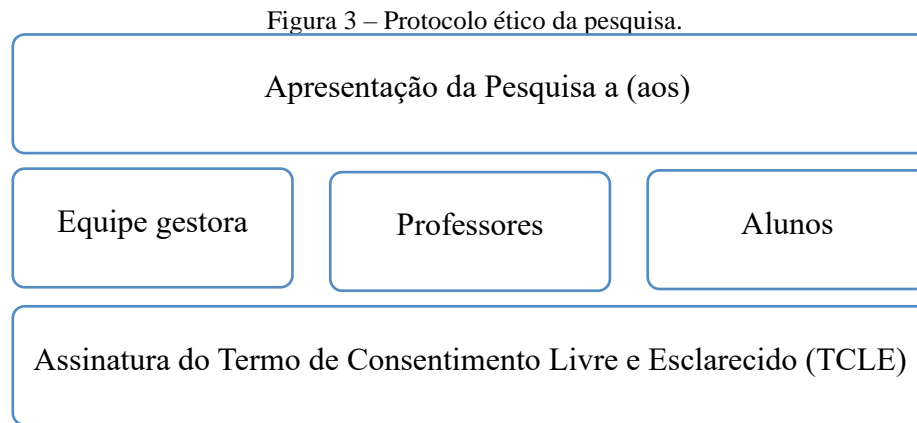 Figura 3 – Protocolo ético da pesquisa.
Apresentação da Pesquisa a (aos)
Equipe gestora
Professores
Alunos
Assinatura do Termo de Consentimento Livre e Esclarecido (TCLE)